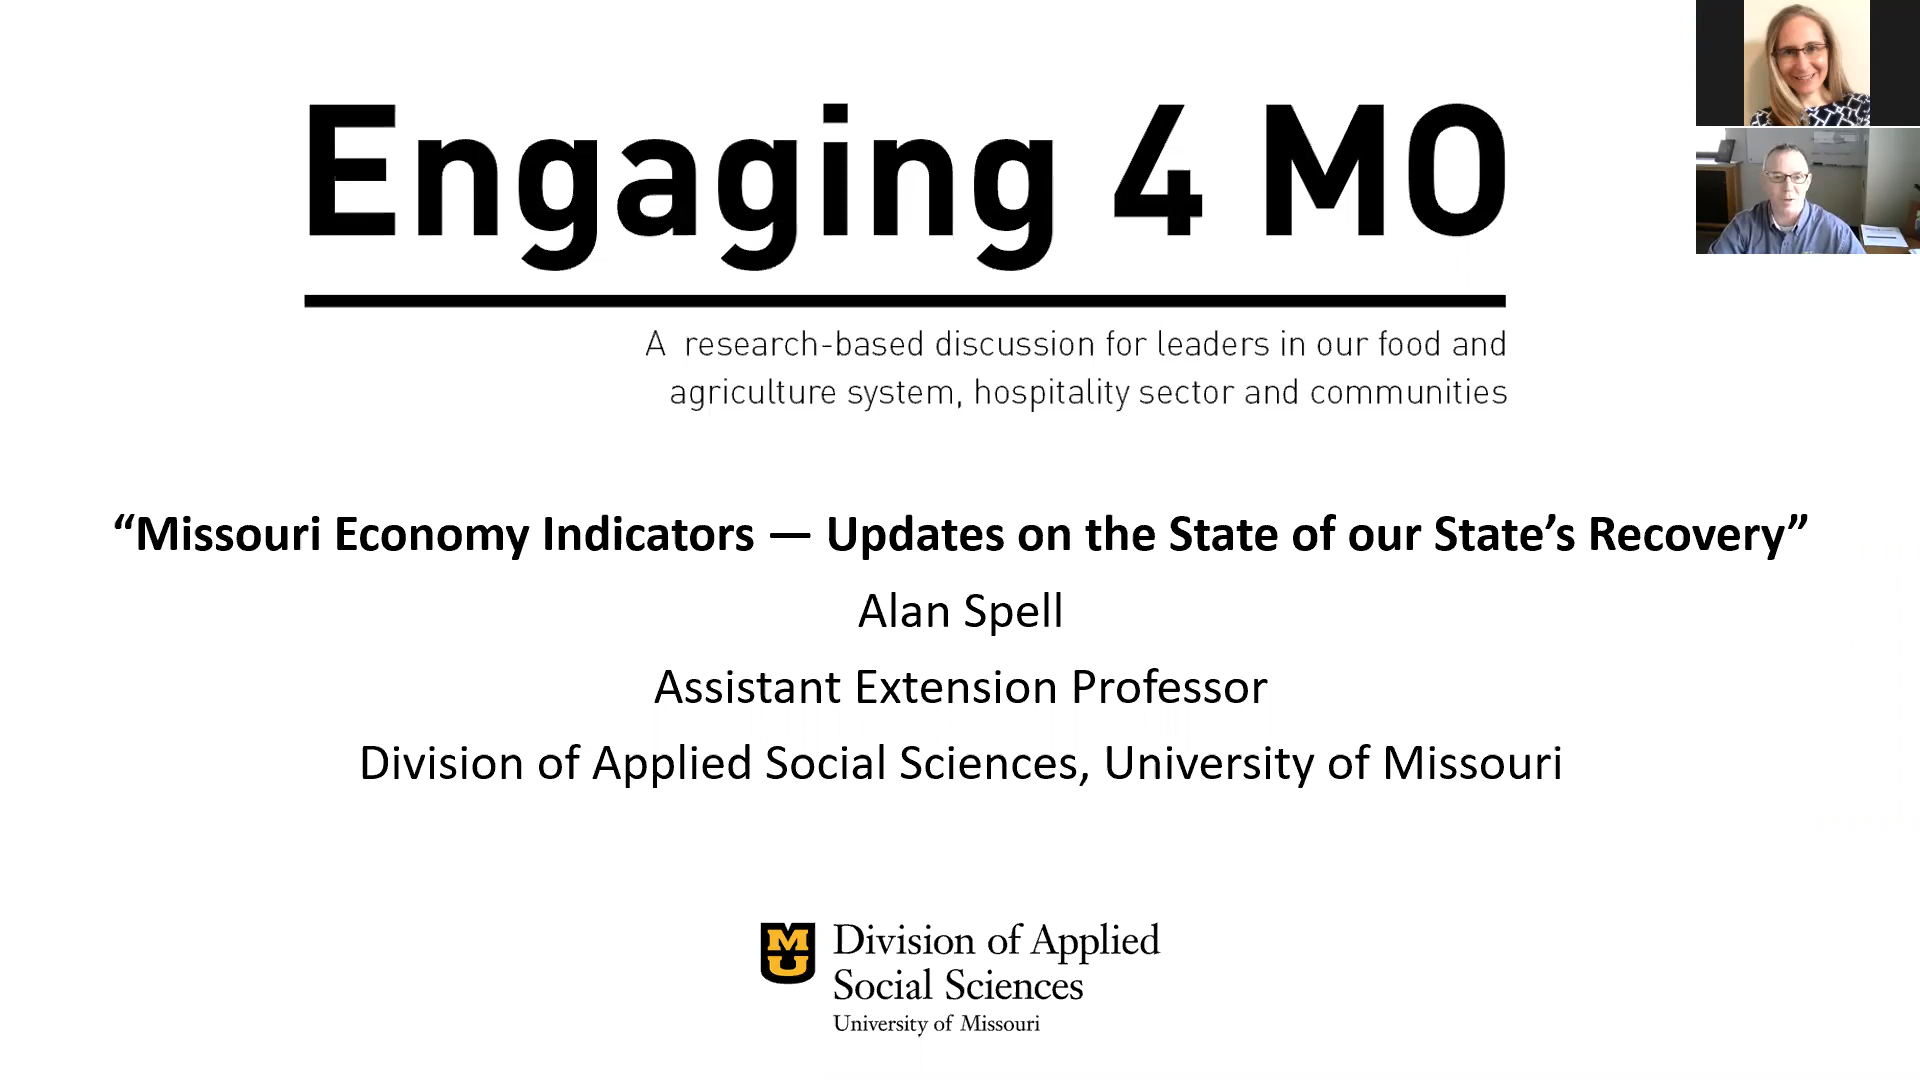 Engaging 4 MO
A research-based discussion for leaders in our food and
agriculture system, hospitality sector and communities
“Missouri Economy Indicators — Updates on the State of our State’s Recovery”
Alan Spell
Assistant Extension Professor
Division of Applied Social Sciences, University of Missouri
MU
Division of Applied
Social Sciences
University of Missouri